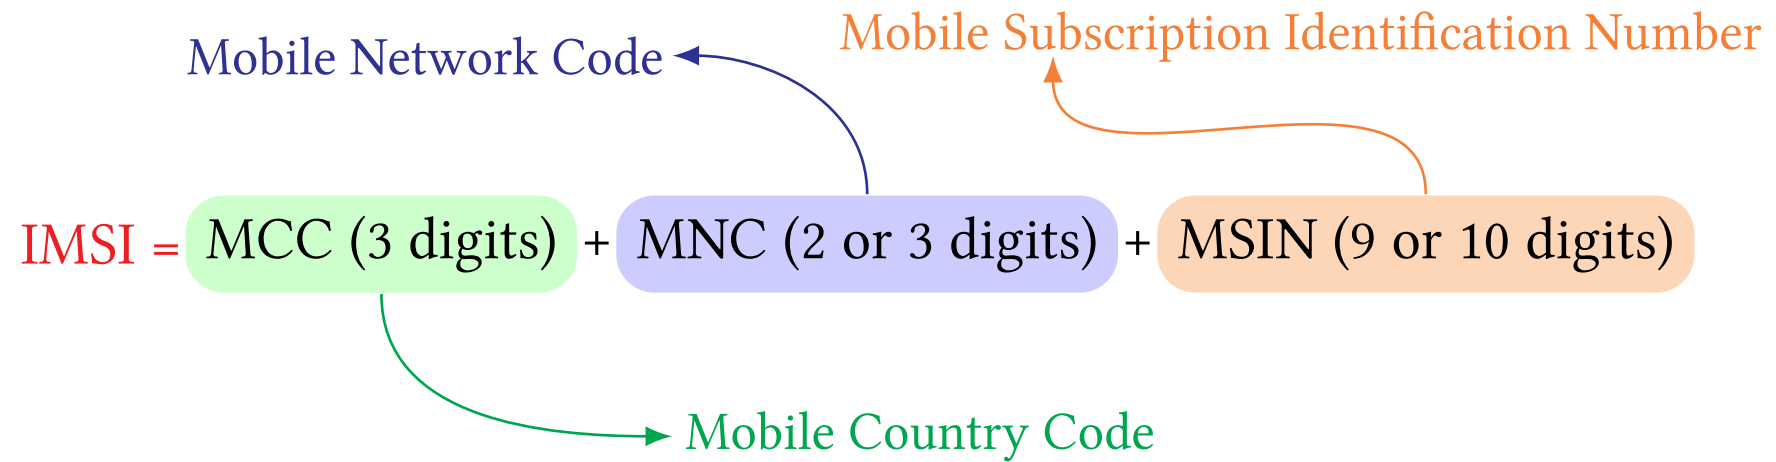 Mobile Subscription Identification Number
Mobile Network Code
IMSI = MCC (3 digits) + MNC (2 or 3 digits) + MSIN (9 or 10 digits)
Mobile Country Code